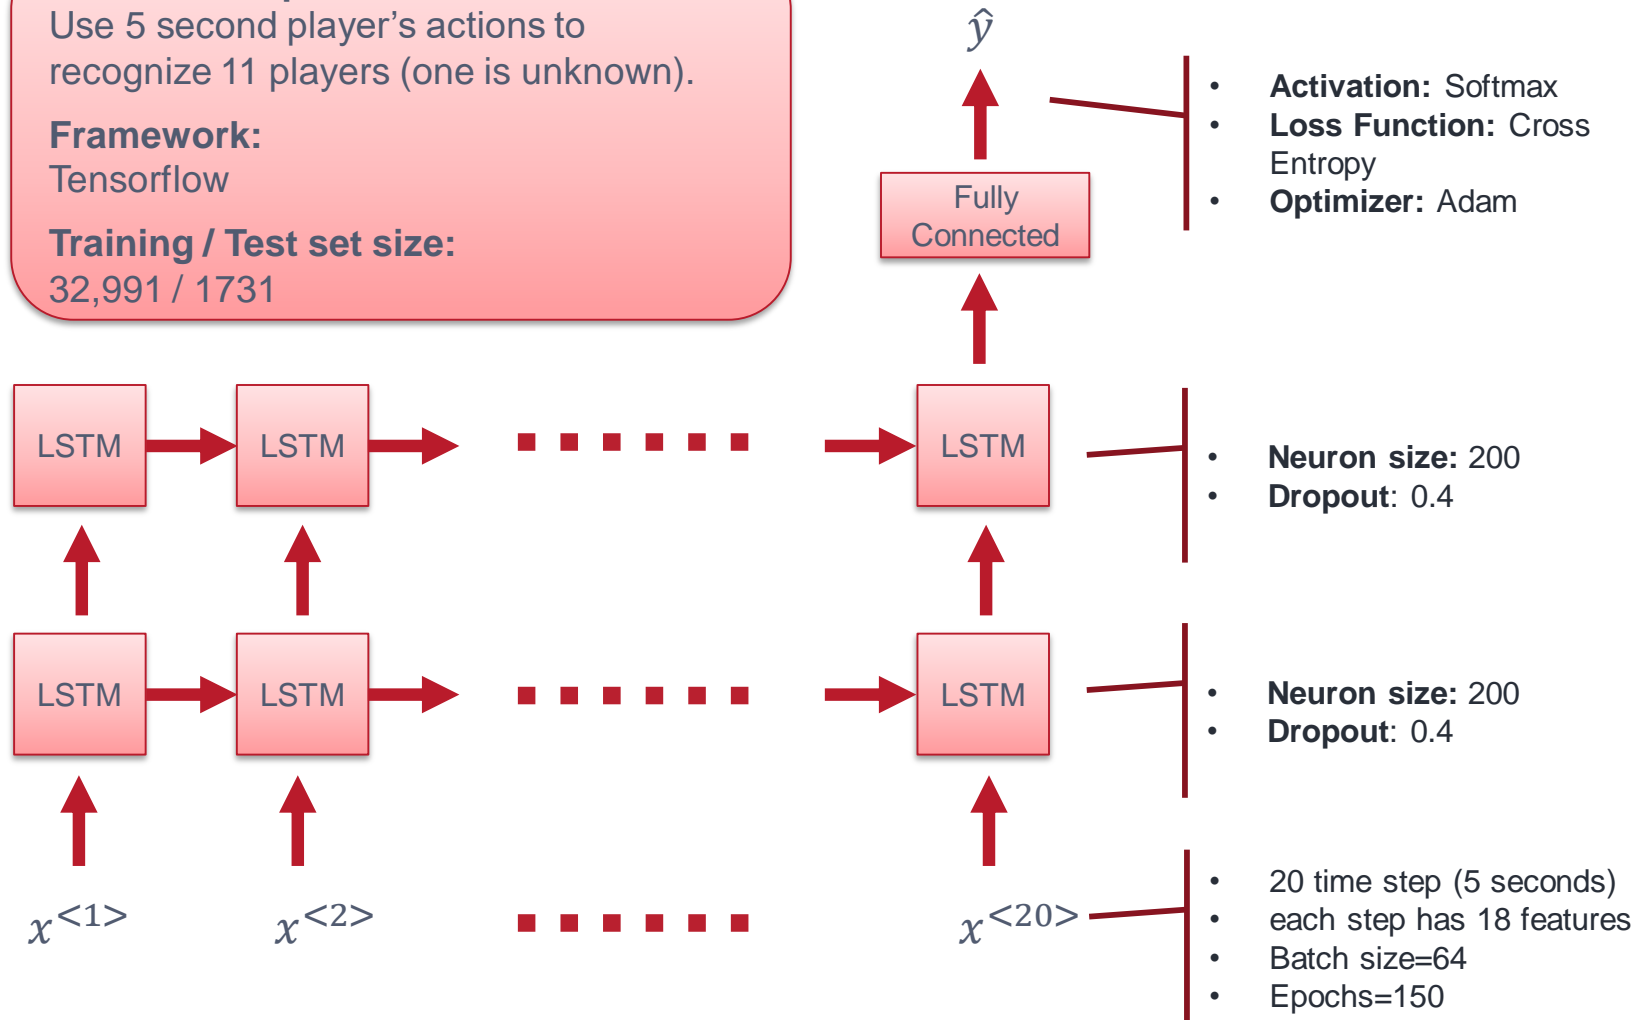 Use 5 second player's actions to
recognize 11 players (one is unknown).
Framework:
Tensorflow
Training / Test set size:
32,991 / 1731
ŷ
• Activation: Softmax
• Loss Function: Cross
Entropy
• Optimizer: Adam
Fully
Connected
LSTM LSTM LSTM
• Neuron size: 200
• Dropout: 0.4
LSTM LSTM LSTM
• Neuron size: 200
• Dropout: 0.4
x<1> x<2> x<20>
• 20 time step (5 seconds)
• each step has 18 features
• Batch size=64
• Epochs=150